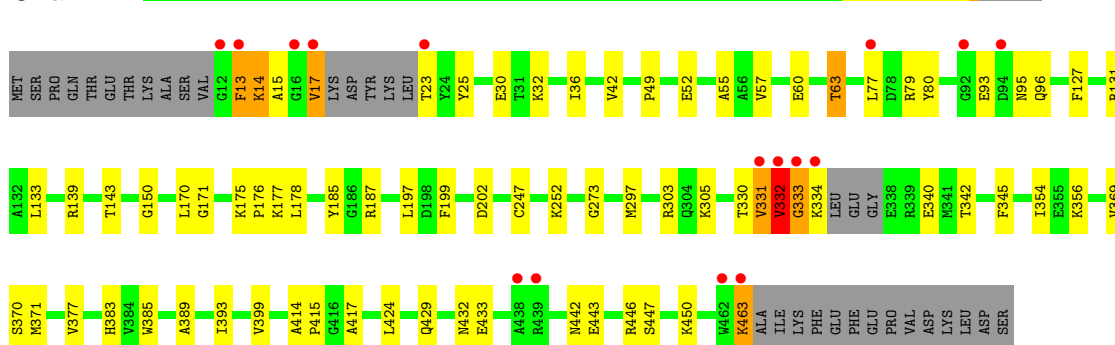 MET SER PRO GLN THR GLU THR LYS ALA SER VAL G12 F13 K14 A15 G16 V17 LYS ASP TYR LYS LEU T23 Y24 Y25 E30 T31 K32 I36 V42 P49 E52 A55 A56 V57 E60 T63 L77 D78 R79 Y80 G92 E93 D94 N95 Q96 F127 R131
A132 L133 R139 T143 G150 L170 G171 K175 P176 K177 L178 Y185 G186 R187 L197 D198 F199 D202 C247 K252 G273 M297 R303 Q304 K305 T330 V331 V332 G333 K334 LEU GLU GLY E338 R339 E340 M341 T342 F345 I354 E355 K356 V369
S370 M371 V377 H383 V384 W385 A389 I393 V399 A414 P415 G416 A417 L424 Q429 N432 E433 A438 R439 N442 E443 R446 S447 K450 W462 K463 ALA ILE LYS PHE GLU PHE GLU PRO VAL ASP LYS LEU ASP SER